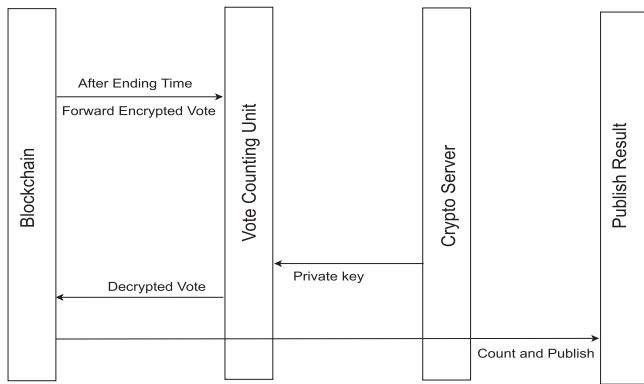 After Ending Time
Forward Encrypted Vote
Blockchain
Vote Counting Unit
Crypto Server
Publish Result
Private key
Decrypted Vote
Count and Publish